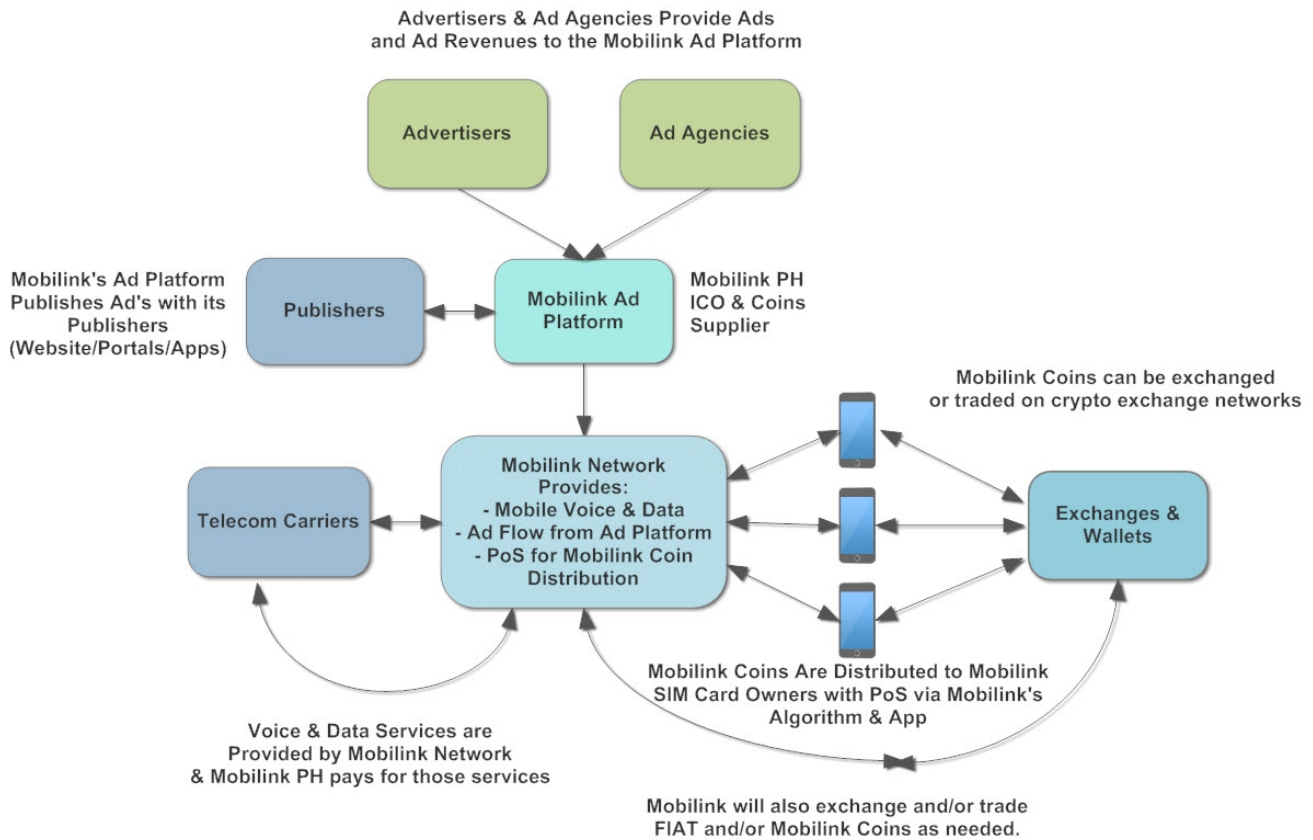 Advertisers & Ad Agencies Provide Ads
and Ad Revenues to the Mobilink Ad Platform
Advertisers
Ad Agencies
Mobilink's Ad Platform
Publishes Ad's with its
Publishers
(Website/Portals/Apps)
Publishers
Mobilink Ad
Platform
Mobilink PH
ICO & Coins
Supplier
Mobilink Coins can be exchanged
or traded on crypto exchange networks
Telecom Carriers
Mobilink Network
Provides:
- Mobile Voice & Data
- Ad Flow from Ad Platform
- PoS for Mobilink Coin
Distribution
Exchanges &
Wallets
Mobilink Coins Are Distributed to Mobilink
SIM Card Owners with PoS via Mobilink's
Algorithm & App
Voice & Data Services are
Provided by Mobilink Network
& Mobilink PH pays for those services
Mobilink will also exchange and/or trade
FIAT and/or Mobilink Coins as needed.